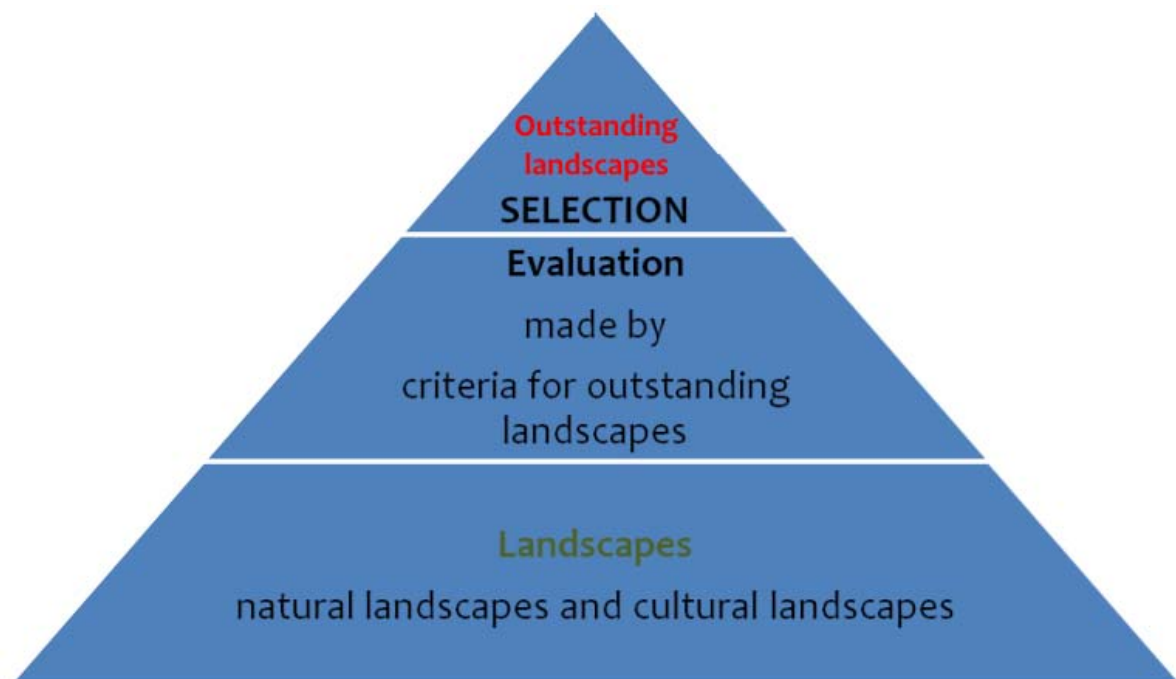 Outstanding
landscapes
SELECTION
Evaluation
made by
criteria for outstanding
landscapes
Landscapes
natural landscapes and cultural landscapes